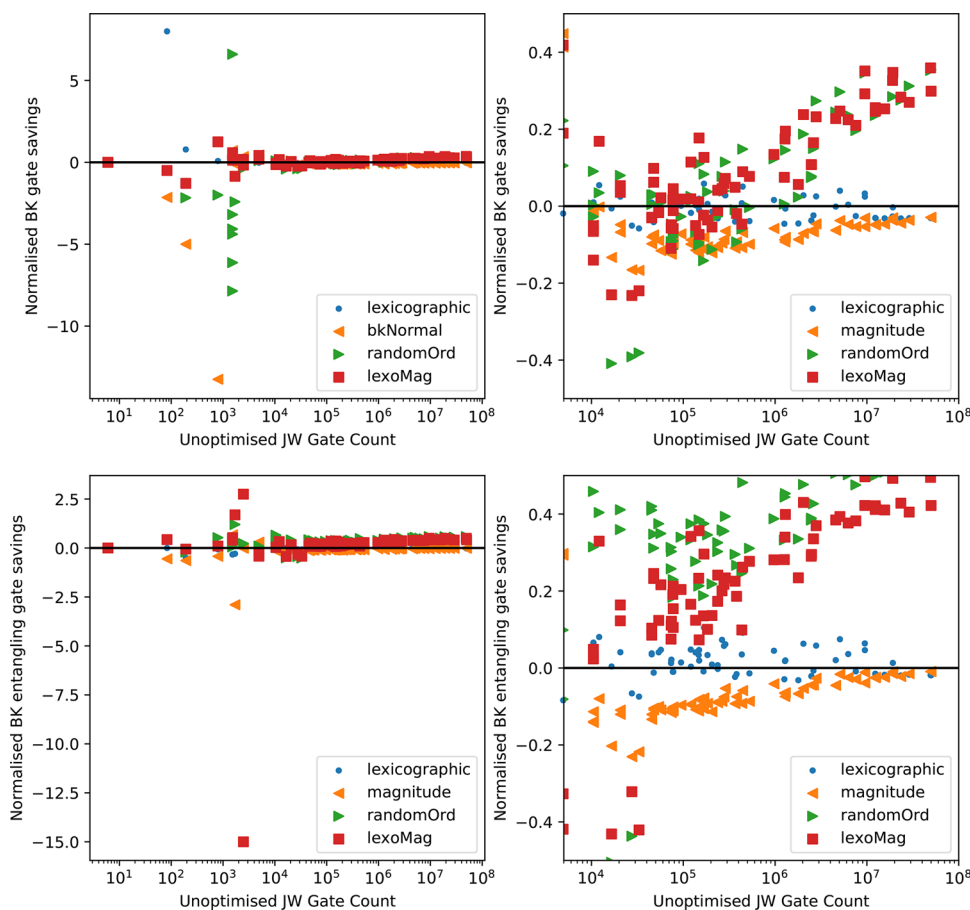 Normalised BK gate savings
5
0
−5
−10
10¹ 10² 10³ 10⁴ 10⁵ 10⁶ 10⁷ 10⁸
Unoptimised JW Gate Count
lexicographic
bkNormal
randomOrd
lexoMag
Normalised BK gate savings
0.4
0.2
0.0
−0.2
−0.4
10⁴ 10⁵ 10⁶ 10⁷ 10⁸
Unoptimised JW Gate Count
lexicographic
magnitude
randomOrd
lexoMag
Normalised BK entangling gate savings
2.5
0.0
−2.5
−5.0
−7.5
−10.0
−12.5
−15.0
10¹ 10² 10³ 10⁴ 10⁵ 10⁶ 10⁷ 10⁸
Unoptimised JW Gate Count
lexicographic
magnitude
randomOrd
lexoMag
Normalised BK entangling gate savings
0.4
0.2
0.0
−0.2
−0.4
10⁴ 10⁵ 10⁶ 10⁷ 10⁸
Unoptimised JW Gate Count
lexicographic
magnitude
randomOrd
lexoMag